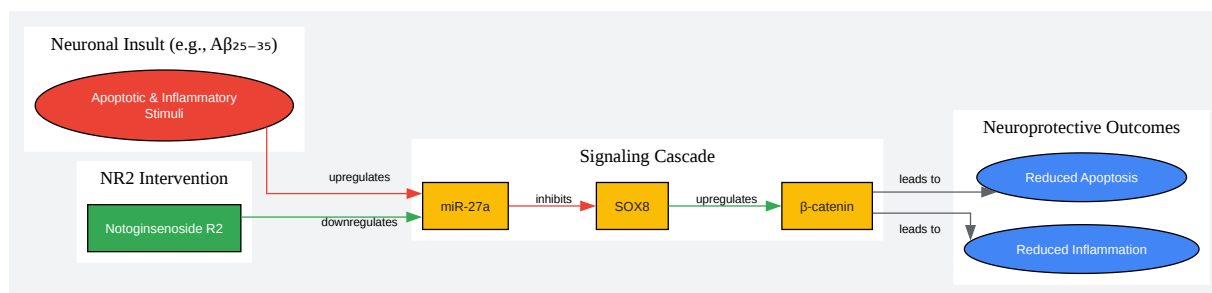 Neuronal Insult (e.g., Aβ₂₅₋₃₅)
Apoptotic & Inflammatory
Stimuli
NR2 Intervention
Notoginsenoside R2
upregulates
downregulates
Signaling Cascade
miR-27a
inhibits
SOX8
upregulates
β-catenin
leads to
leads to
Neuroprotective Outcomes
Reduced Apoptosis
Reduced Inflammation